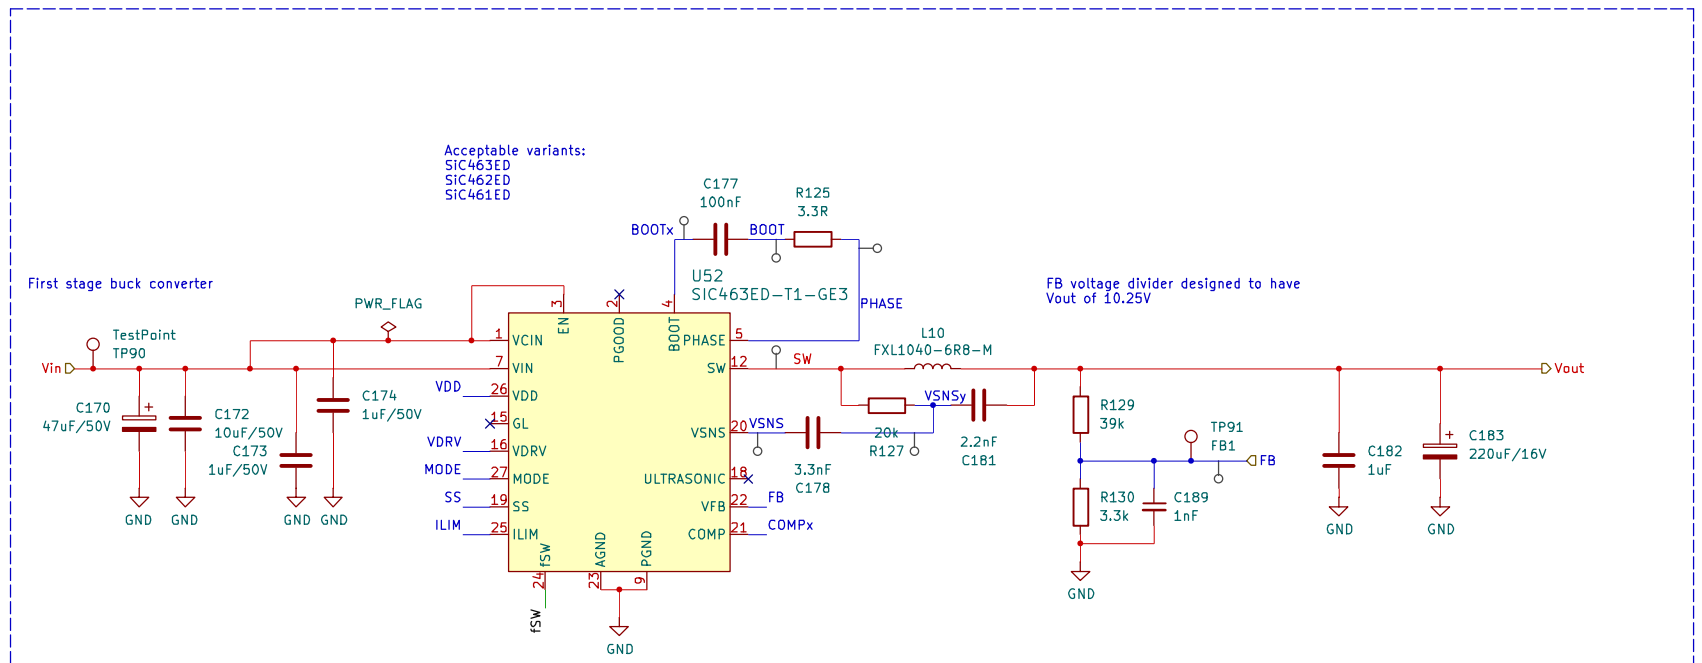 Acceptable variants:
SiC463ED
SiC462ED
SiC461ED
First stage buck converter
FB voltage divider designed to have
Vout of 10.25V
C177
100nF
R125
3.3R
BOOTx
BOOT
U52
SIC463ED-T1-GE3
PHASE
PWR_FLAG
TestPoint
TP90
Vin
C170
47uF/50V
C172
10uF/50V
C173
1uF/50V
C174
1uF/50V
GND
GND
GND
GND
VDD
VDRV
MODE
SS
ILIM
1
7
26
15
16
27
19
25
VCIN
VIN
VDD
GL
VDRV
MODE
SS
ILIM
3
EN
2
PGOOD
4
BOOT
PHASE
SW
VSNS
ULTRASONIC
VFB
COMP
5
12
20
18
22
21
fSW
24
fSW
AGND
23
PGND
9
GND
SW
VSNS
FB
COMPx
L10
FXL1040-6R8-M
VSNSy
20k
R127
3.3nF
C178
2.2nF
C181
R129
39k
R130
3.3k
C189
1nF
TP91
FB1
FB
GND
C182
1uF
GND
C183
220uF/16V
GND
Vout